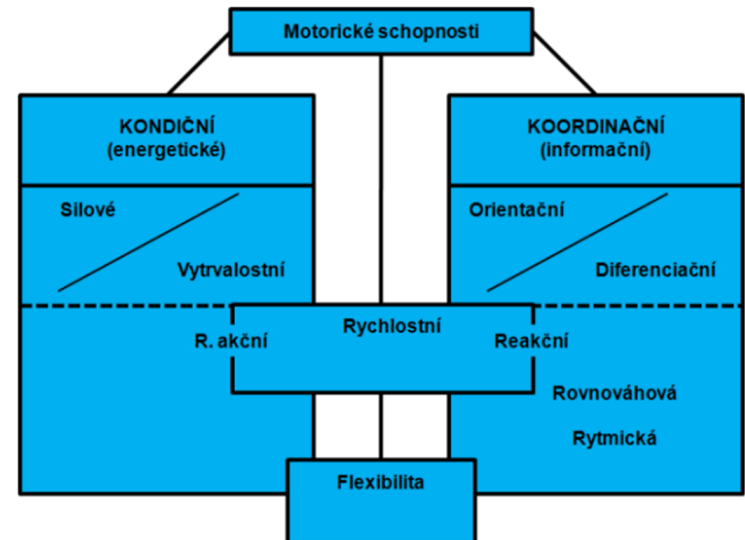 Motorické schopnosti
KONDIČNÍ
(energetické)
KOORDINAČNÍ
(informační)
Silové
Vytrvalostní
Orientační
Diferenciační
Rychlostní
R. akční
Reakční
Rovnováhová
Rytmická
Flexibilita